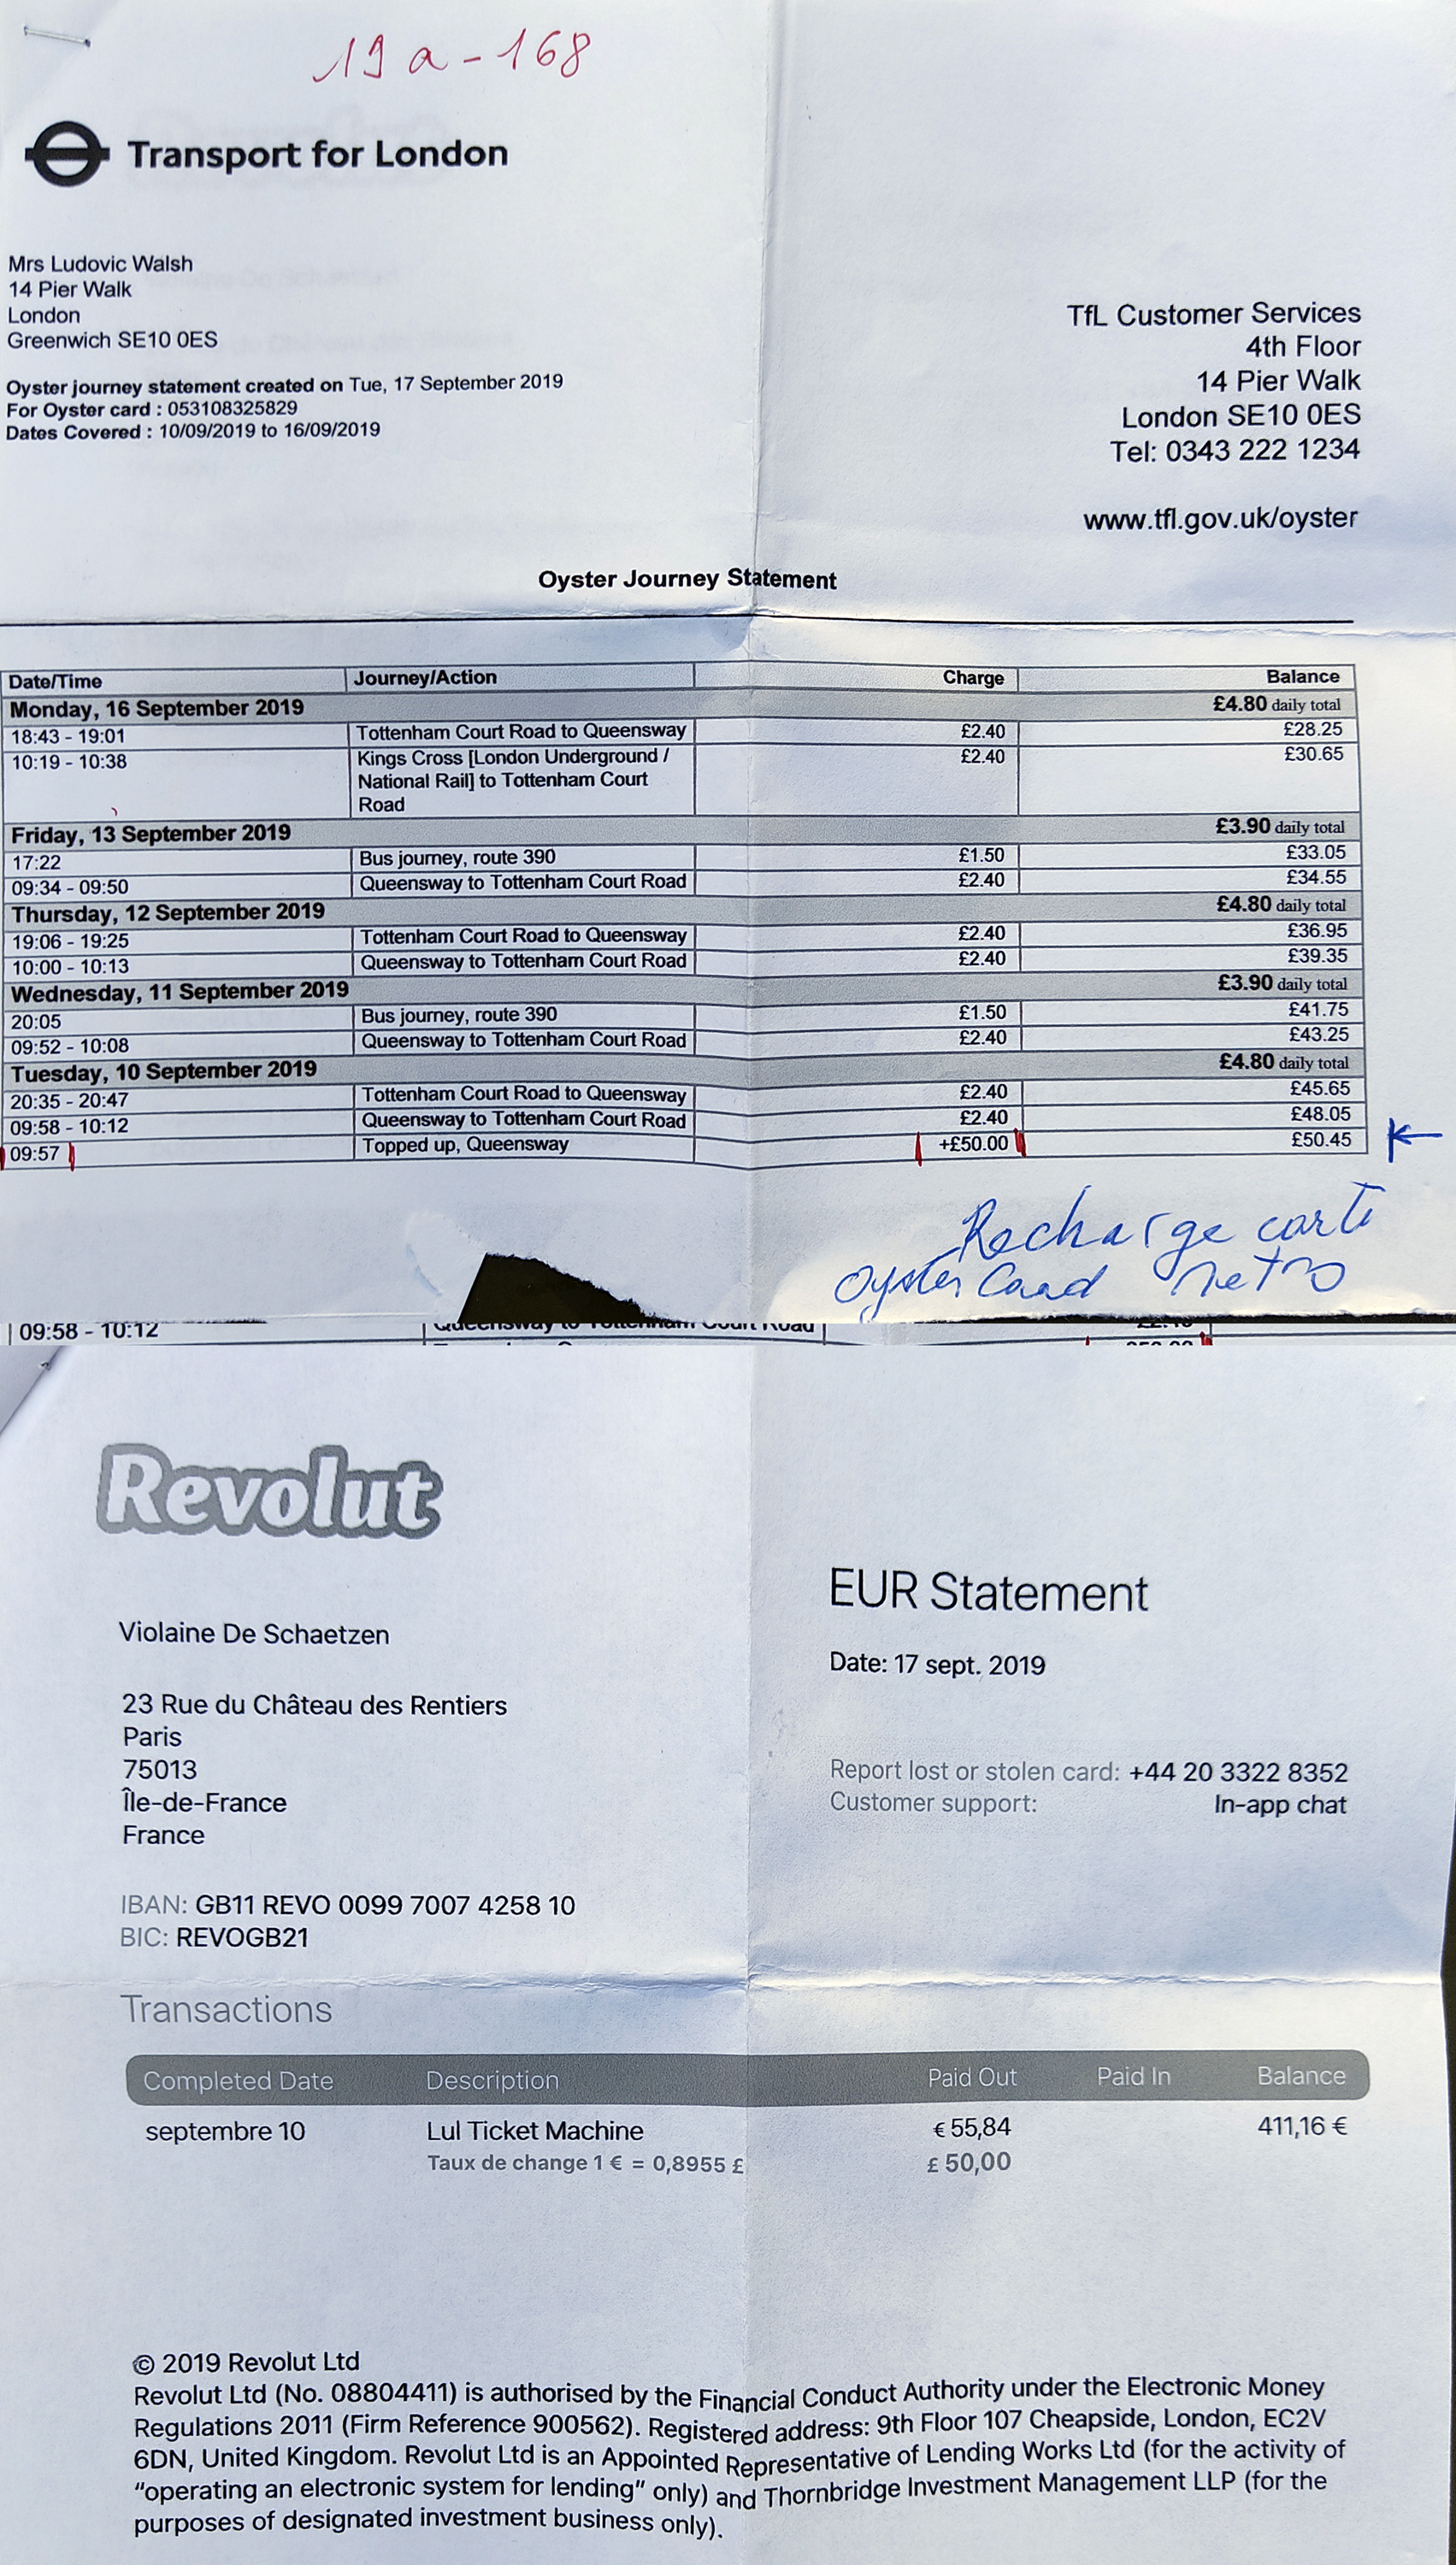 19 a - 168
Transport for London
Mrs Ludovic Walsh
14 Pier Walk
London
Greenwich SE10 0ES
Oyster journey statement created on Tue, 17 September 2019
For Oyster card : 053108325829
Dates Covered : 10/09/2019 to 16/09/2019
TfL Customer Services
4th Floor
14 Pier Walk
London SE10 0ES
Tel: 0343 222 1234
www.tfl.gov.uk/oyster
Oyster Journey Statement
Date/Time Journey/Action Charge Balance
Monday, 16 September 2019 £4.80 daily total
18:43 - 19:01 Tottenham Court Road to Queensway £2.40 £28.25
10:19 - 10:38 Kings Cross [London Underground / £2.40 £30.65
National Rail] to Tottenham Court
Road
Friday, 13 September 2019 £3.90 daily total
17:22 Bus journey, route 390 £1.50 £33.05
09:34 - 09:50 Queensway to Tottenham Court Road £2.40 £34.55
Thursday, 12 September 2019 £4.80 daily total
19:06 - 19:25 Tottenham Court Road to Queensway £2.40 £36.95
10:00 - 10:13 Queensway to Tottenham Court Road £2.40 £39.35
Wednesday, 11 September 2019 £3.90 daily total
20:05 Bus journey, route 390 £1.50 £41.75
09:52 - 10:08 Queensway to Tottenham Court Road £2.40 £43.25
Tuesday, 10 September 2019 £4.80 daily total
20:35 - 20:47 Tottenham Court Road to Queensway £2.40 £45.65
09:58 - 10:12 Queensway to Tottenham Court Road £2.40 £48.05
09:57 Topped up, Queensway +£50.00 £50.45
Recharge carte
Oyster Card metro
09:58 - 10:12 Queensway to Tottenham Court Road £2.40
Revolut
EUR Statement
Violaine De Schaetzen
Date: 17 sept. 2019
23 Rue du Château des Rentiers
Paris
75013
Île-de-France
France
Report lost or stolen card: +44 20 3322 8352
Customer support: In-app chat
IBAN: GB11 REVO 0099 7007 4258 10
BIC: REVOGB21
Transactions
Completed Date Description Paid Out Paid In Balance
septembre 10 Lul Ticket Machine € 55,84 411,16 €
Taux de change 1 € = 0,8955 £ £ 50,00
© 2019 Revolut Ltd
Revolut Ltd (No. 08804411) is authorised by the Financial Conduct Authority under the Electronic Money
Regulations 2011 (Firm Reference 900562). Registered address: 9th Floor 107 Cheapside, London, EC2V
6DN, United Kingdom. Revolut Ltd is an Appointed Representative of Lending Works Ltd (for the activity of
“operating an electronic system for lending” only) and Thornbridge Investment Management LLP (for the
purposes of designated investment business only).